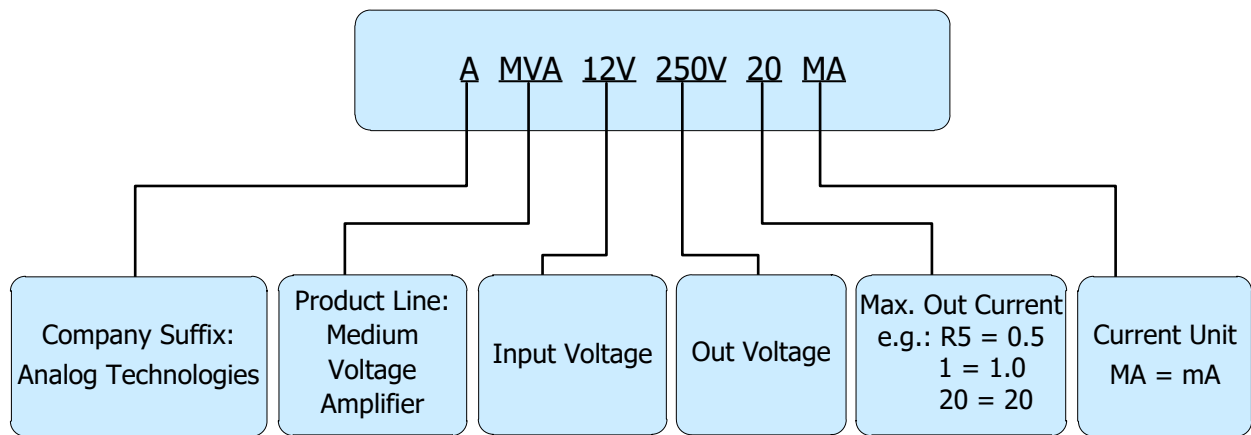 A MVA 12V 250V 20 MA
Company Suffix:
Analog Technologies
Product Line:
Medium
Voltage
Amplifier
Input Voltage
Out Voltage
Max. Out Current
e.g.: R5 = 0.5
1 = 1.0
20 = 20
Current Unit
MA = mA